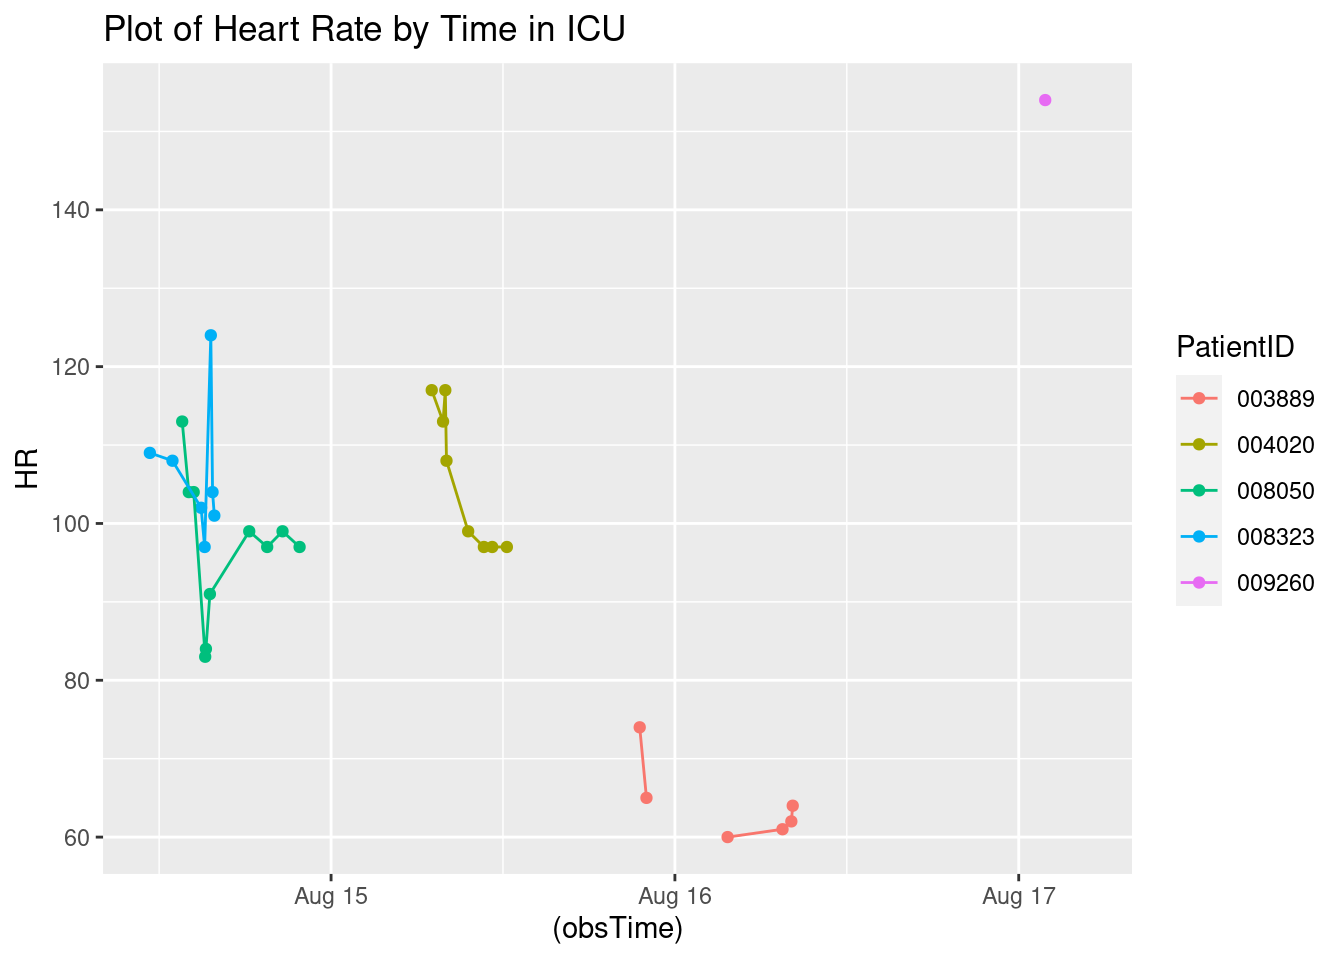 Plot of Heart Rate by Time in ICU
HR
140
120
100
80
60
Aug 15
Aug 16
Aug 17
(obsTime)
PatientID
003889
004020
008050
008323
009260